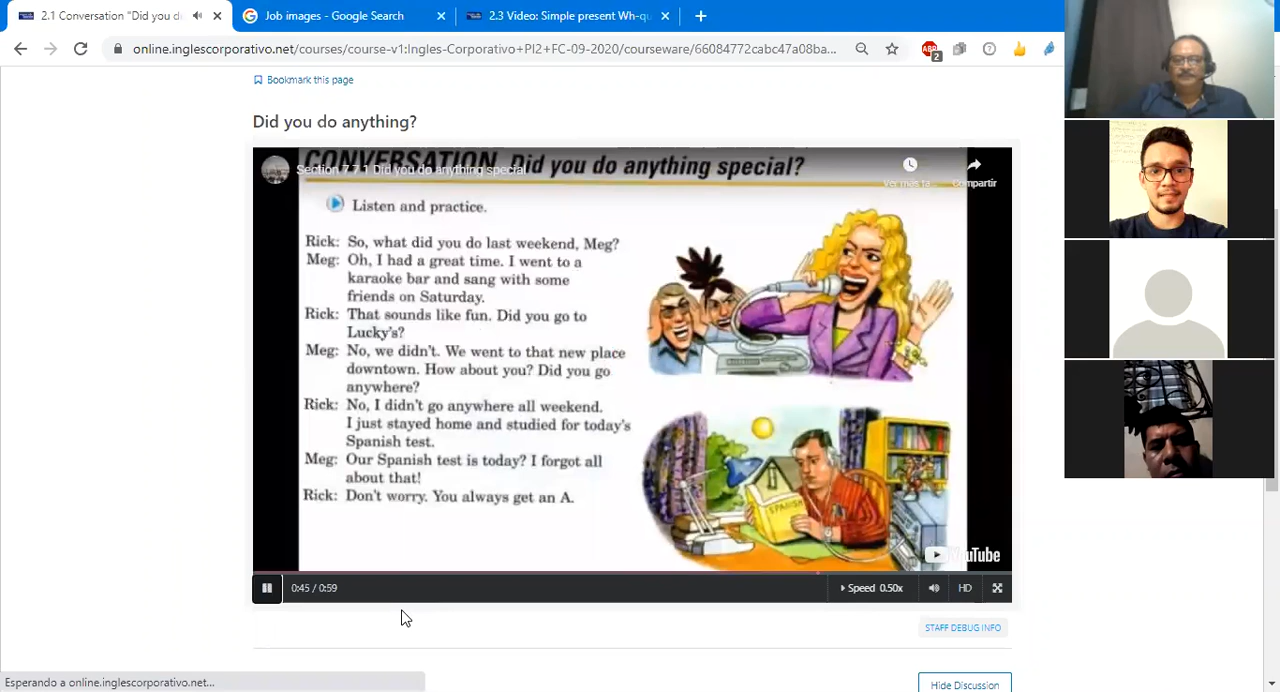 2.1 Conversation "Did you d
Job images - Google Search
2.3 Video: Simple present Wh-qu
online.inglescorporativo.net/courses/course-v1:Ingles-Corporativo+PI2+FC-09-2020/courseware/66084772cabc47a08ba...
ABP
2
Bookmark this page
Did you do anything?
CONVERSATION Did you do anything special?
Section 7 7.1 Did you do anything special
Ver más ta...
Compartir
Listen and practice.
Rick: So, what did you do last weekend, Meg?
Meg: Oh, I had a great time. I went to a
karaoke bar and sang with some
friends on Saturday.
Rick: That sounds like fun. Did you go to
Lucky's?
Meg: No, we didn't. We went to that new place
downtown. How about you? Did you go
anywhere?
Rick: No, I didn't go anywhere all weekend.
I just stayed home and studied for today's
Spanish test.
Meg: Our Spanish test is today? I forgot all
about that!
Rick: Don't worry. You always get an A.
SPANISH
YouTube
0:45 / 0:59
Speed 0.50x
HD
STAFF DEBUG INFO
Hide Discussion
Esperando a online.inglescorporativo.net...